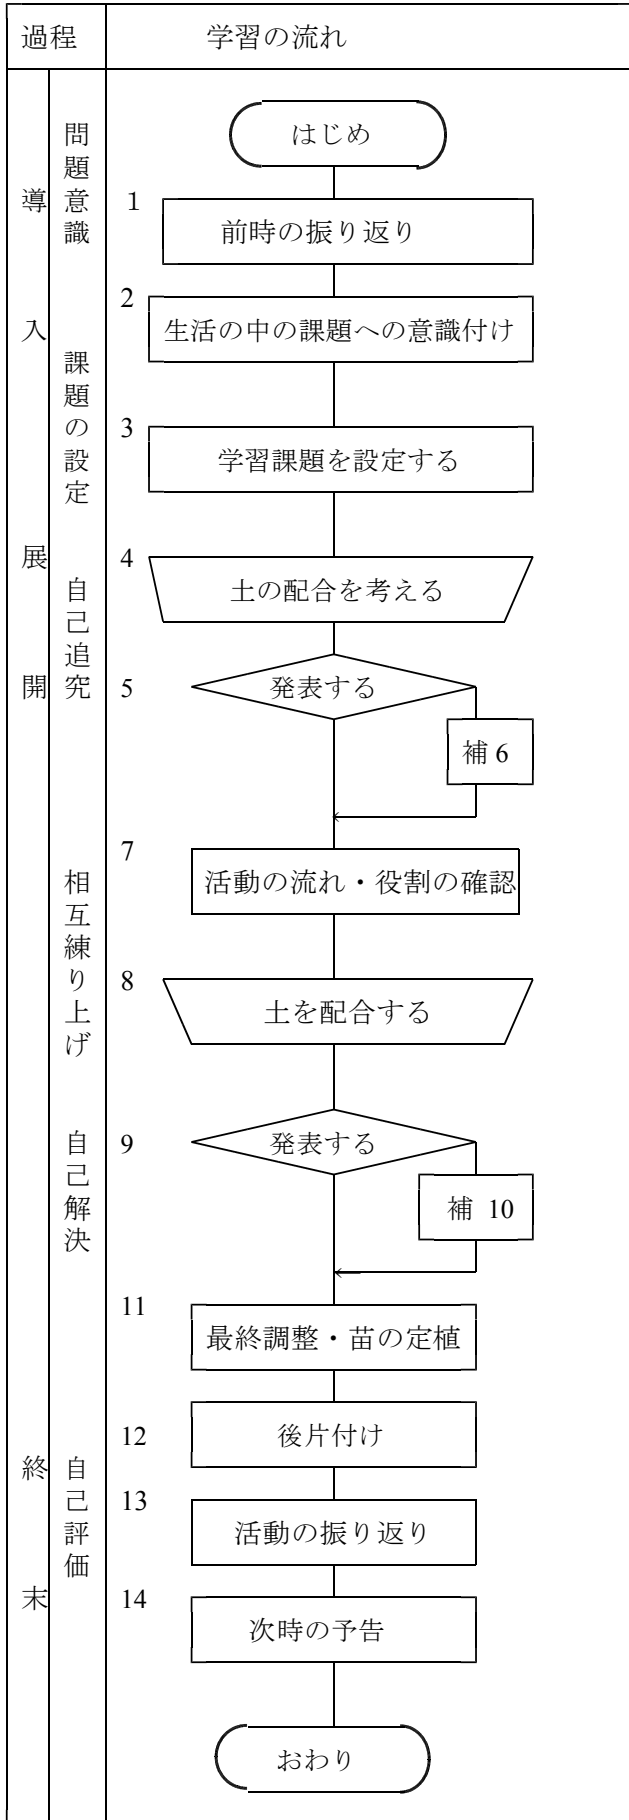 過程
学習の流れ
導入
展開
終末
問題意識
課題の設定
自己追究
相互練り上げ
自己解決
自己評価
はじめ
1
前時の振り返り
2
生活の中の課題への意識付け
3
学習課題を設定する
4
土の配合を考える
5
発表する
補 6
7
活動の流れ・役割の確認
8
土を配合する
9
発表する
補 10
11
最終調整・苗の定植
12
後片付け
13
活動の振り返り
14
次時の予告
おわり